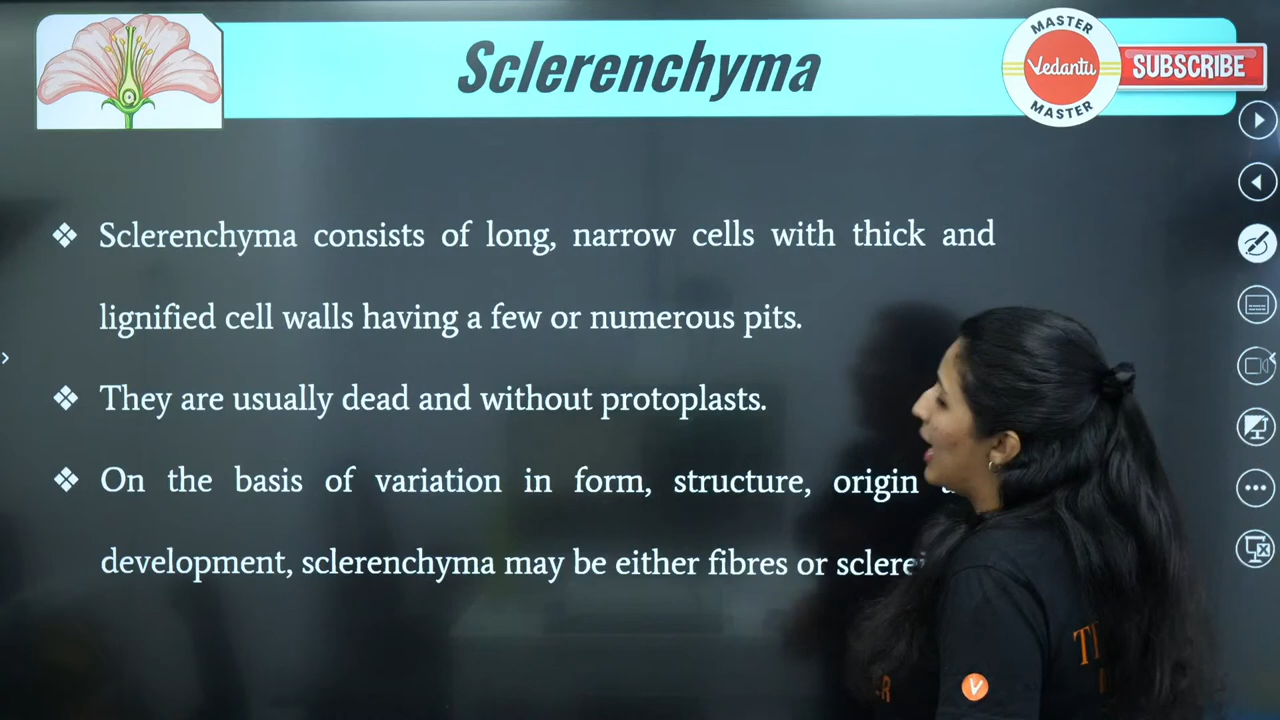 Sclerenchyma
MASTER
Vedantu
MASTER
SUBSCRIBE
❖ Sclerenchyma consists of long, narrow cells with thick and
lignified cell walls having a few or numerous pits.
❖ They are usually dead and without protoplasts.
❖ On the basis of variation in form, structure, origin
development, sclerenchyma may be either fibres or
V